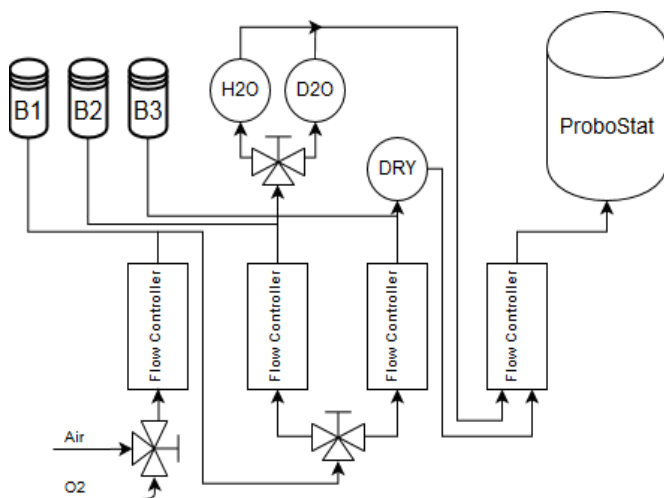 H2O
D2O
B1
B2
B3
ProboStat
DRY
Flow Controller
Flow Controller
Flow Controller
Flow Controller
Air
O2